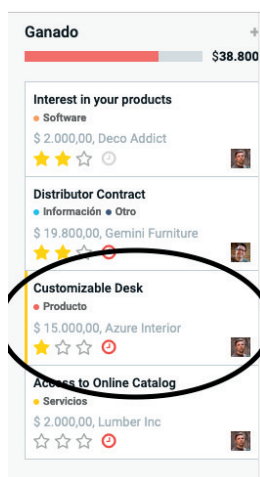 Ganado +
$38.800
Interest in your products
Software
$ 2.000,00, Deco Addict
Distributor Contract
Información Otro
$ 19.800,00, Gemini Furniture
Customizable Desk
Producto
$ 15.000,00, Azure Interior
Access to Online Catalog
Servicios
$ 2.000,00, Lumber Inc